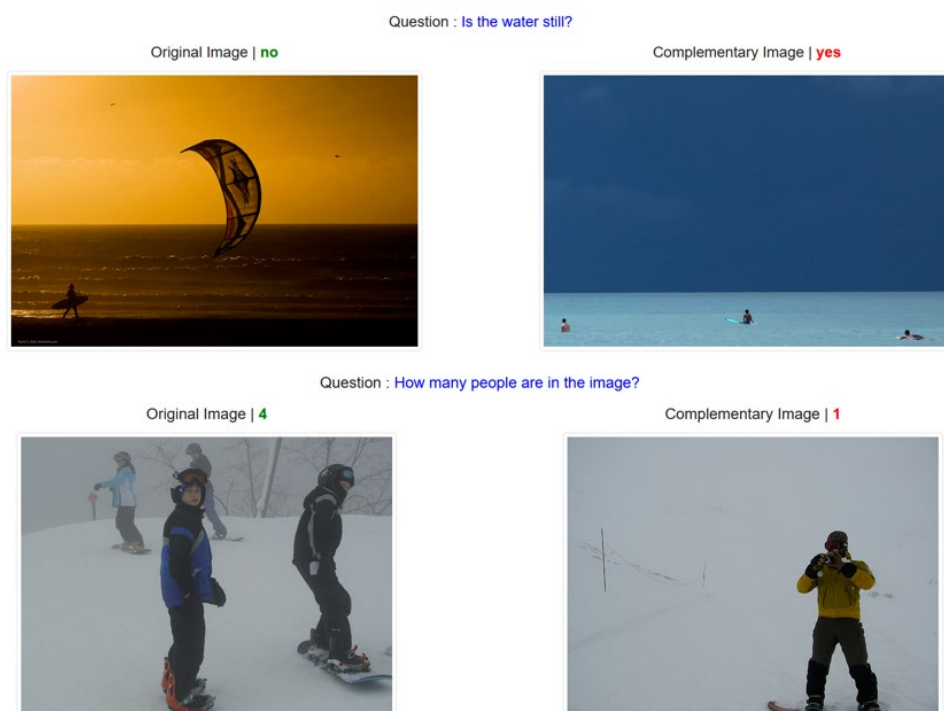 Question : Is the water still?
Original Image | no
Complementary Image | yes
Question : How many people are in the image?
Original Image | 4
Complementary Image | 1